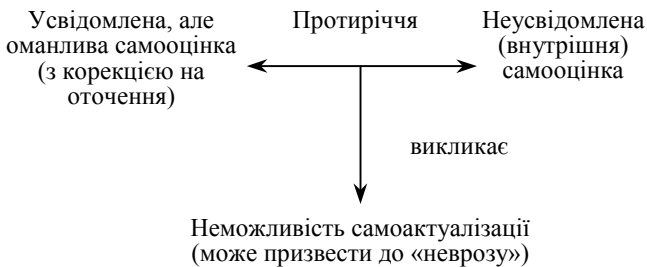 Усвідомлена, але
оманлива самооцінка
(з корекцією на
оточення)
Протиріччя
Неусвідомлена
(внутрішня)
самооцінка
викликає
Неможливість самоактуалізації
(може призвести до «неврозу»)